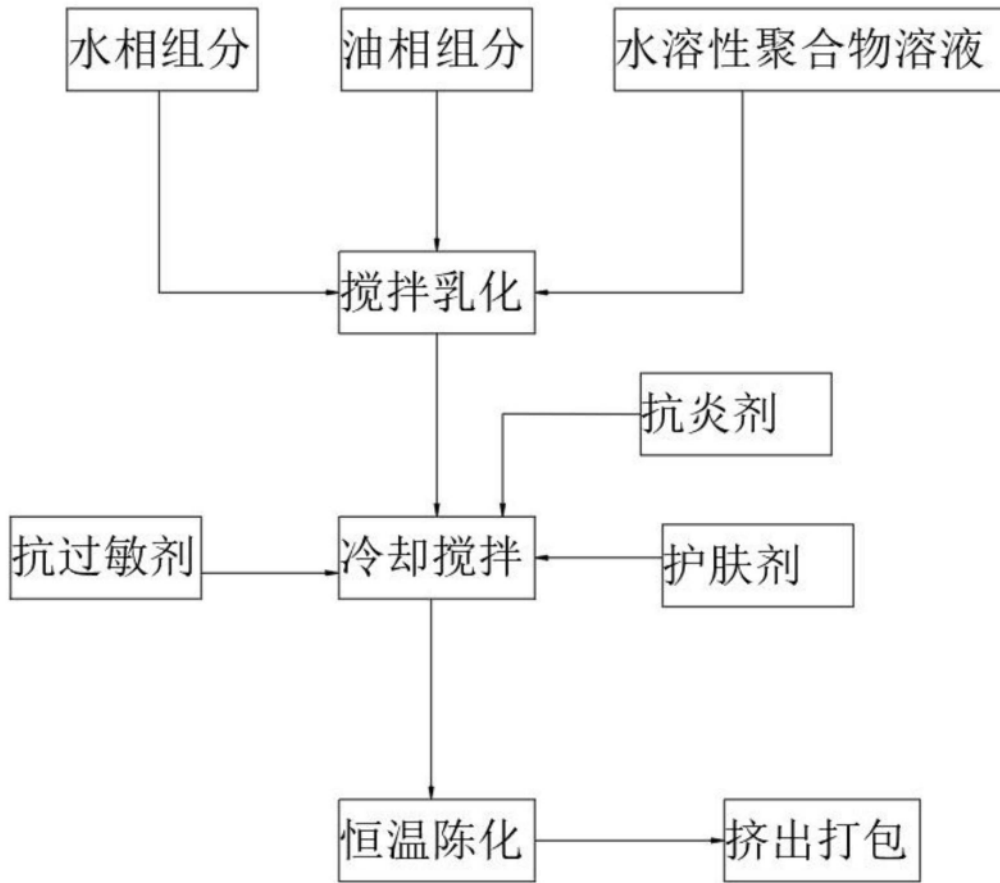 水相组分
油相组分
水溶性聚合物溶液
搅拌乳化
抗炎剂
抗过敏剂
冷却搅拌
护肤剂
恒温陈化
挤出打包